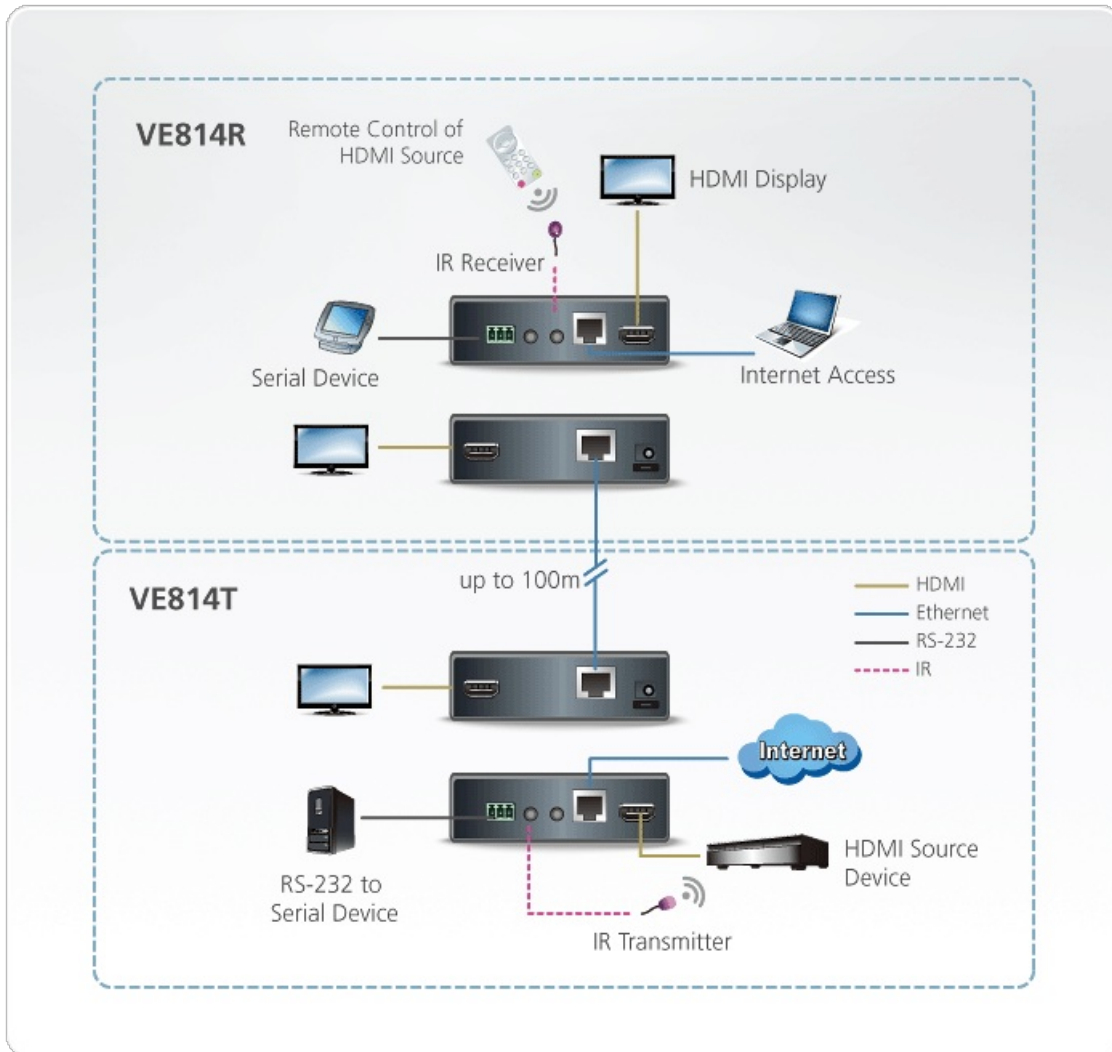 VE814R
Remote Control of
HDMI Source
HDMI Display
IR Receiver
Serial Device
Internet Access
up to 100m
VE814T
HDMI
Ethernet
RS-232
IR
Internet
RS-232 to
Serial Device
HDMI Source
Device
IR Transmitter